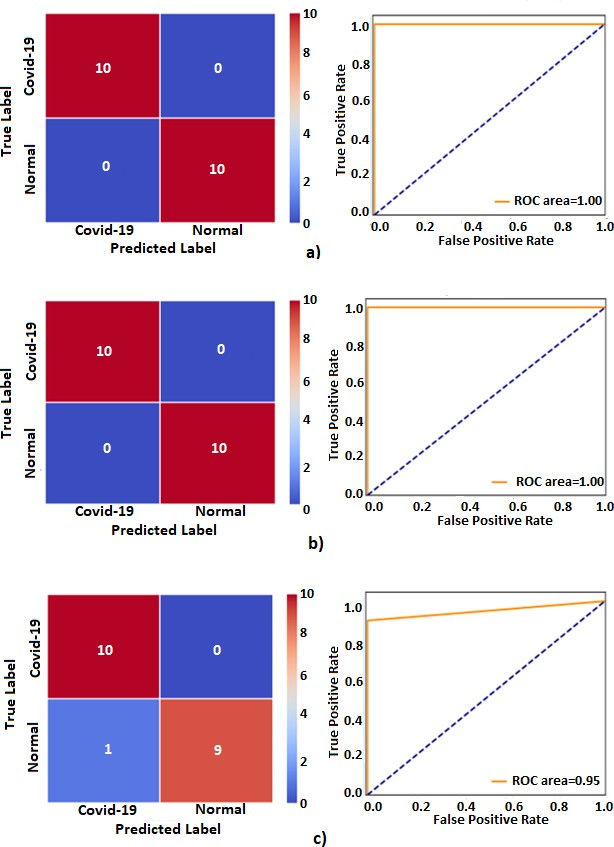 True Label
Covid-19
Normal
10
0
0
10
Covid-19 Normal
Predicted Label
10
8
6
4
2
0
True Positive Rate
1.0
0.8
0.6
0.4
0.2
0.0
ROC area=1.00
0.0 0.2 0.4 0.6 0.8 1.0
False Positive Rate
a)
True Label
Covid-19
Normal
10
0
0
10
Covid-19 Normal
Predicted Label
10
8
6
4
2
0
True Positive Rate
1.0
0.8
0.6
0.4
0.2
0.0
ROC area=1.00
0.0 0.2 0.4 0.6 0.8 1.0
False Positive Rate
b)
True Label
Covid-19
Normal
10
0
1
9
Covid-19 Normal
Predicted Label
10
8
6
4
2
0
True Positive Rate
1.0
0.8
0.6
0.4
0.2
0.0
ROC area=0.95
0.0 0.2 0.4 0.6 0.8 1.0
False Positive Rate
c)